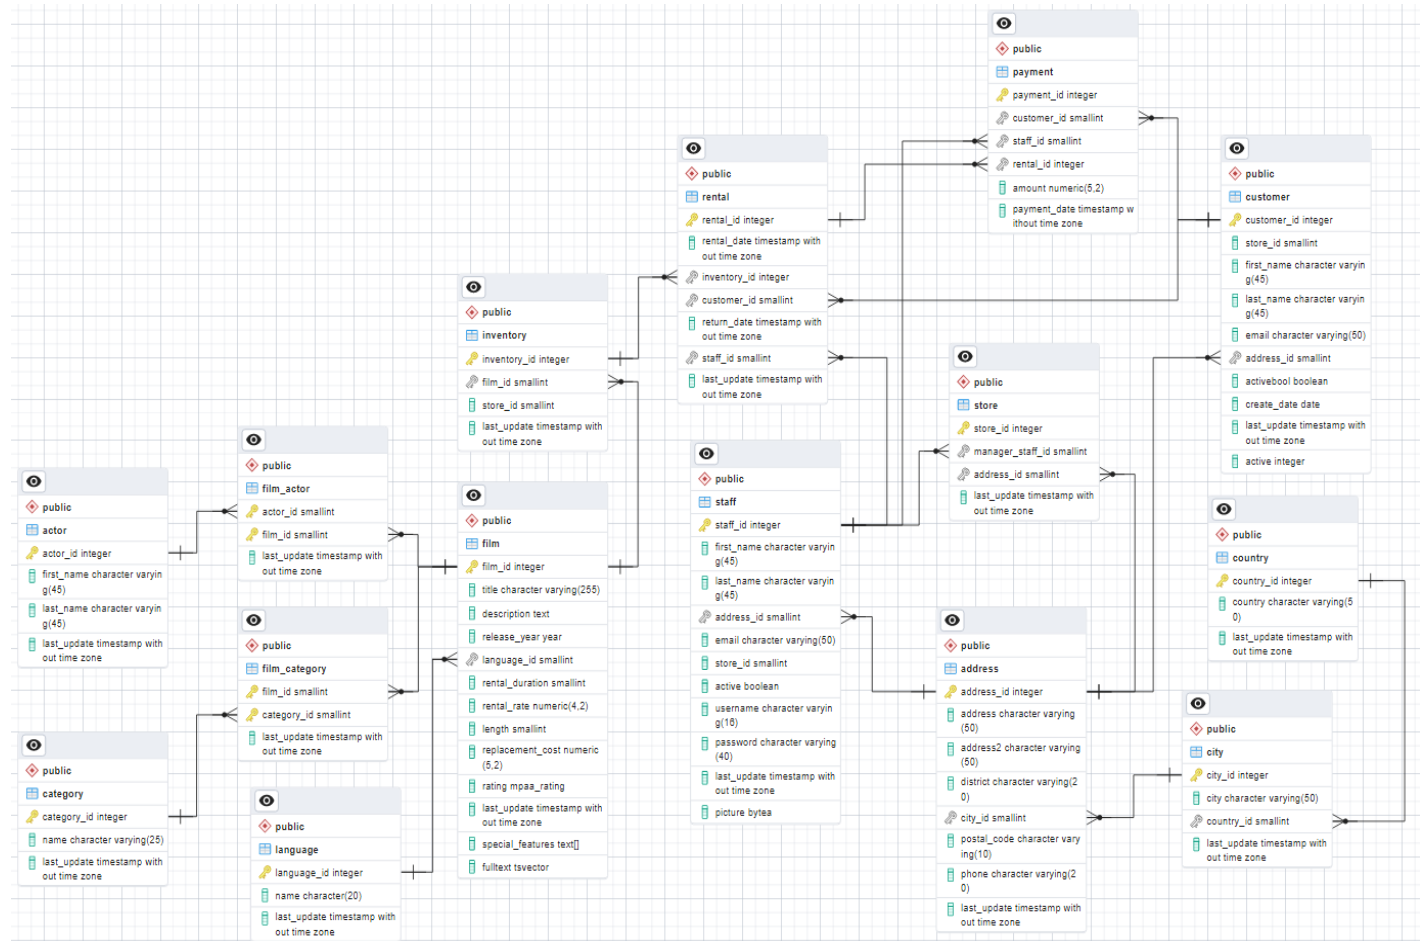 public
payment
payment_id integer
customer_id smallint
staff_id smallint
rental_id integer
amount numeric(5,2)
payment_date timestamp w
ithout time zone
public
rental
rental_id integer
rental_date timestamp with
out time zone
inventory_id integer
customer_id smallint
return_date timestamp with
out time zone
staff_id smallint
last_update timestamp with
out time zone
public
customer
customer_id integer
store_id smallint
first_name character varyin
g(45)
last_name character varyin
g(45)
email character varying(50)
address_id smallint
activebool boolean
create_date date
last_update timestamp with
out time zone
active integer
public
inventory
inventory_id integer
film_id smallint
store_id smallint
last_update timestamp with
out time zone
public
store
store_id integer
manager_staff_id smallint
address_id smallint
last_update timestamp with
out time zone
public
film_actor
actor_id smallint
film_id smallint
last_update timestamp with
out time zone
public
actor
actor_id integer
first_name character varyin
g(45)
last_name character varyin
g(45)
last_update timestamp with
out time zone
public
film
film_id integer
title character varying(255)
description text
release_year year
language_id smallint
rental_duration smallint
rental_rate numeric(4,2)
length smallint
replacement_cost numeric
(5,2)
rating mpaa_rating
last_update timestamp with
out time zone
special_features text[]
fulltext tsvector
public
staff
staff_id integer
first_name character varyin
g(45)
last_name character varyin
g(45)
address_id smallint
email character varying(50)
store_id smallint
active boolean
username character varyin
g(16)
password character varying
(40)
last_update timestamp with
out time zone
picture bytea
public
country
country_id integer
country character varying(5
0)
last_update timestamp with
out time zone
public
film_category
film_id smallint
category_id smallint
last_update timestamp with
out time zone
public
address
address_id integer
address character varying
(50)
address2 character varying
(50)
district character varying(2
0)
city_id smallint
postal_code character vary
ing(10)
phone character varying(2
0)
last_update timestamp with
out time zone
public
city
city_id integer
city character varying(50)
country_id smallint
last_update timestamp with
out time zone
public
category
category_id integer
name character varying(25)
last_update timestamp with
out time zone
public
language
language_id integer
name character(20)
last_update timestamp with
out time zone